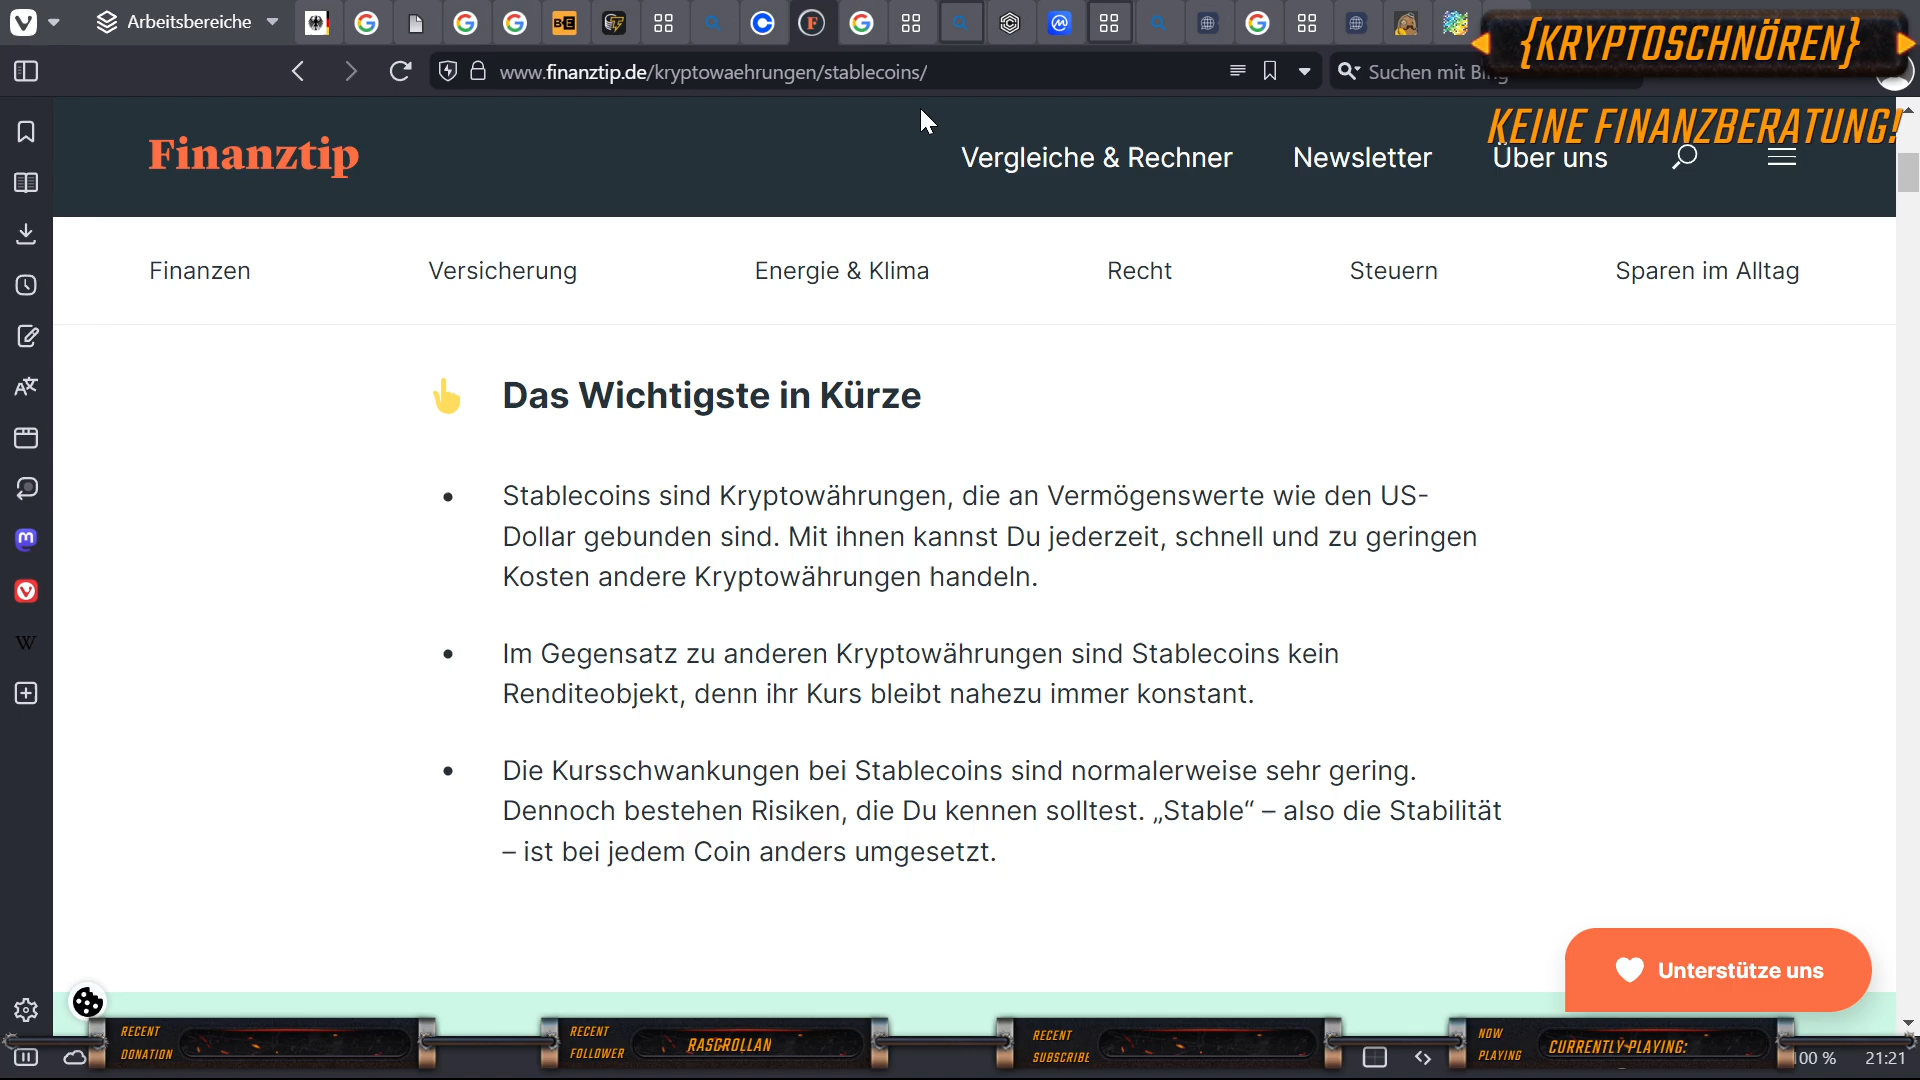 Arbeitsbereiche
{KRYPTOSCHNÖREN}
www.finanztip.de/kryptowaehrungen/stablecoins/
Suchen mit Bing
KEINE FINANZBERATUNG!
Finanztip
Vergleiche & Rechner
Newsletter
Über uns
Finanzen
Versicherung
Energie & Klima
Recht
Steuern
Sparen im Alltag
Das Wichtigste in Kürze
• Stablecoins sind Kryptowährungen, die an Vermögenswerte wie den US-
Dollar gebunden sind. Mit ihnen kannst Du jederzeit, schnell und zu geringen
Kosten andere Kryptowährungen handeln.
• Im Gegensatz zu anderen Kryptowährungen sind Stablecoins kein
Renditeobjekt, denn ihr Kurs bleibt nahezu immer konstant.
• Die Kursschwankungen bei Stablecoins sind normalerweise sehr gering.
Dennoch bestehen Risiken, die Du kennen solltest. „Stable“ – also die Stabilität
– ist bei jedem Coin anders umgesetzt.
Unterstütze uns
RECENT
DONATION
RECENT
FOLLOWER
RASCROLLAN
RECENT
SUBSCRIBE
NOW
PLAYING
CURRENTLY PLAYING:
00 %
21:21